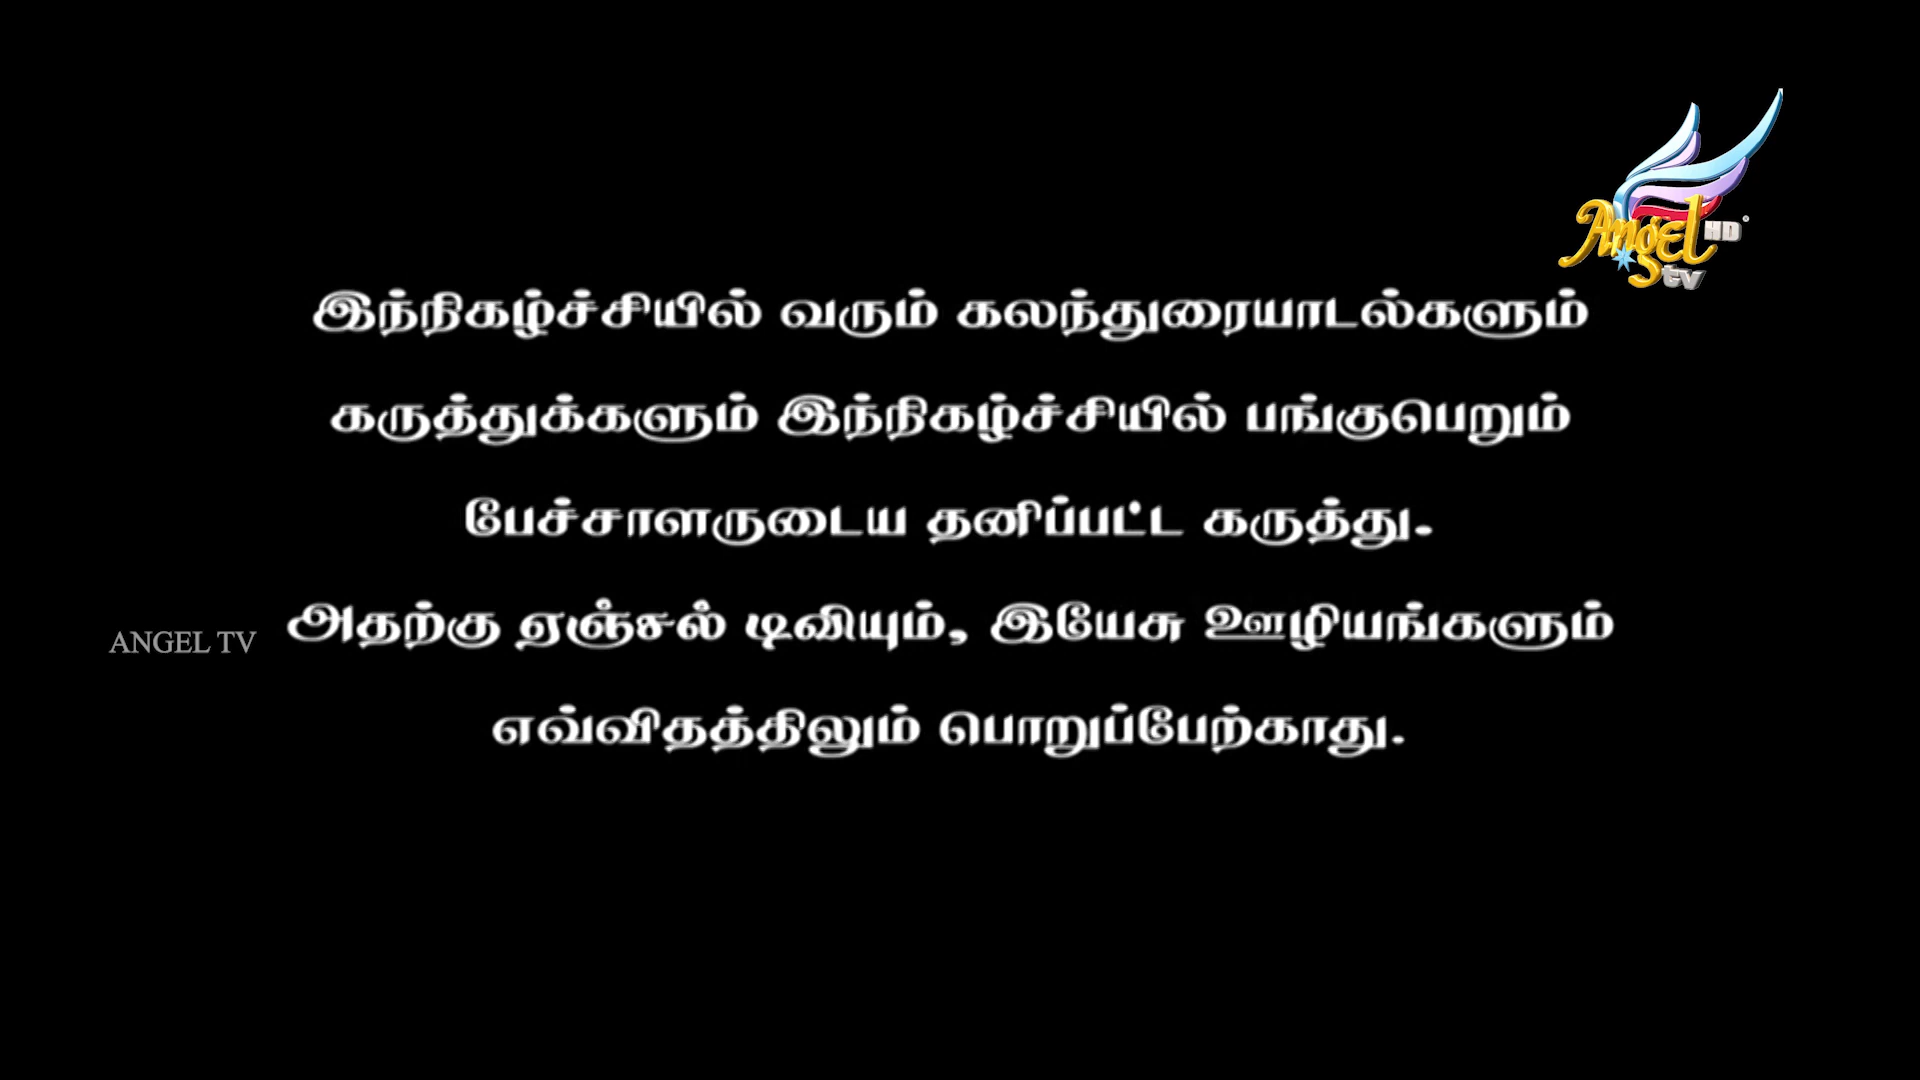 Angel HD
tv
இந்நிகழ்ச்சியில் வரும் கலந்துரையாடல்களும்
கருத்துக்களும் இந்நிகழ்ச்சியில் பங்குபெறும்
பேச்சாளருடைய தனிப்பட்ட கருத்து.
ANGEL TV
அதற்கு ஏஞ்சல் டிவியும், இயேசு ஊழியங்களும்
எவ்விதத்திலும் பொறுப்பேற்காது.